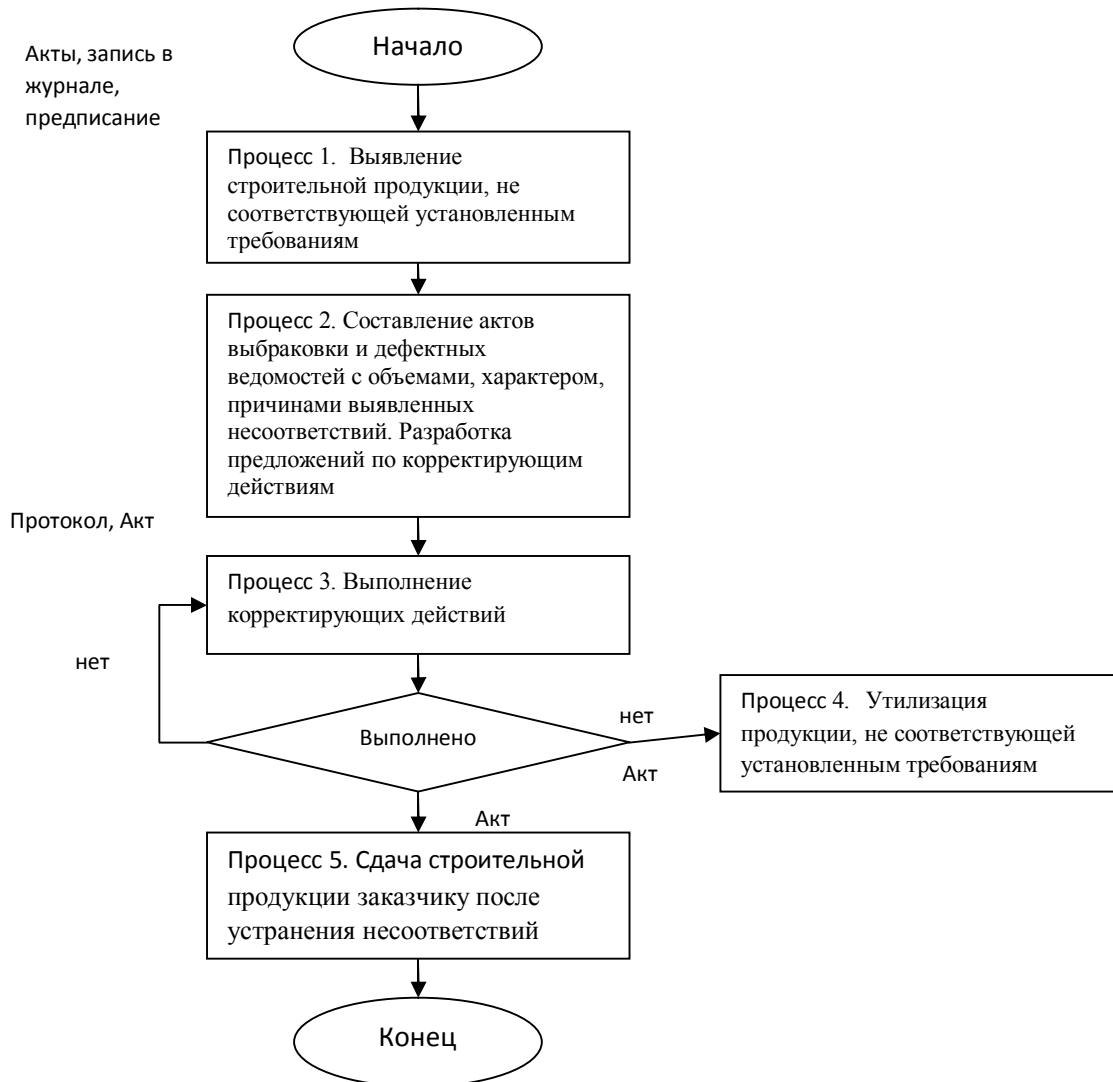 Начало
Акты, запись в
журнале,
предписание
Процесс 1. Выявление
строительной продукции, не
соответствующей установленным
требованиям
Процесс 2. Составление актов
выбраковки и дефектных
ведомостей с объемами, характером,
причинами выявленных
несоответствий. Разработка
предложений по корректирующим
действиям
Протокол, Акт
Процесс 3. Выполнение
корректирующих действий
нет
Выполнено
нет
Акт
Процесс 4. Утилизация
продукции, не соответствующей
установленным требованиям
Акт
Процесс 5. Сдача строительной
продукции заказчику после
устранения несоответствий
Конец